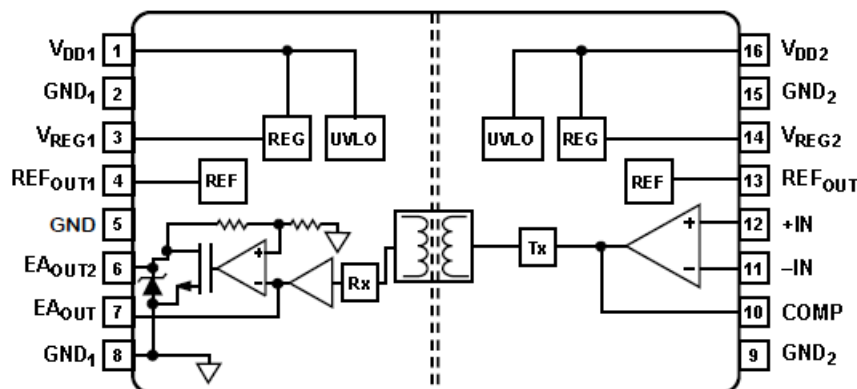 VDD1 1
GND1 2
VREG1 3
REFOUT1 4
GND 5
EAOUT2 6
EAOUT 7
GND1 8
REG
UVLO
REF
+
−
Rx
Tx
UVLO
REG
REF
+
−
16 VDD2
15 GND2
14 VREG2
13 REFOUT
12 +IN
11 −IN
10 COMP
9 GND2